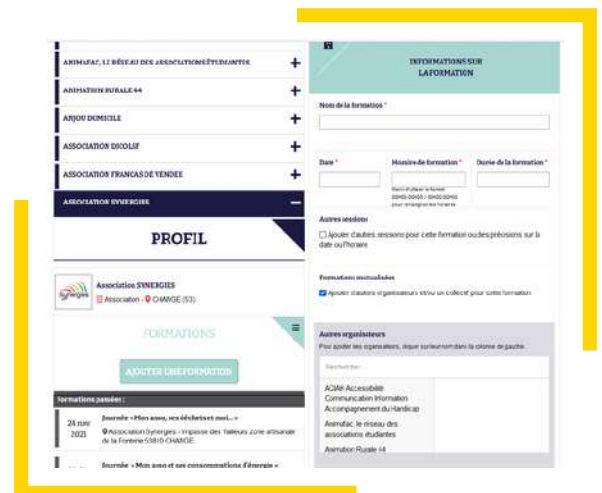 ANIMAFAC, LE RÉSEAU DES ASSOCIATIONS ÉTUDIANTES
ANIMATION RURALE 44
ANJOU DOMICILE
ASSOCIATION DICOLIF
ASSOCIATION FRANCAS DE VENDEE
ASSOCIATION SYNERGIES
PROFIL
Synergies
Association SYNERGIES
Association - CHANGÉ (53)
FORMATIONS
AJOUTER UNE FORMATION
Formations passées :
24 nov
2021
Journée « Mon asso, ses déchets et moi... »
Association Synergies - Impasse des Tailleurs zone artisanale
de la Fonterie 53810 CHANGÉ
Journée « Mon asso et ses consommations d'énergie »
INFORMATIONS SUR
LA FORMATION
Nom de la formation *
Date *
Horaire de formation *
Durée de la formation *
Autres sessions
Ajouter d'autres sessions pour cette formation ou des précisions sur la
date ou l'horaire
Formations mutualisées
Ajouter d'autres organisateurs et/ou un collectif pour cette formation
Autres organisateurs
Pour ajouter les organisateurs, clique sur leur nom dans la colonne de gauche.
Rechercher...
ACIAH Accessibilité
Communication Information
Accompagnement du Handicap
Animafac, le réseau des
associations étudiantes
Animation Rurale 44